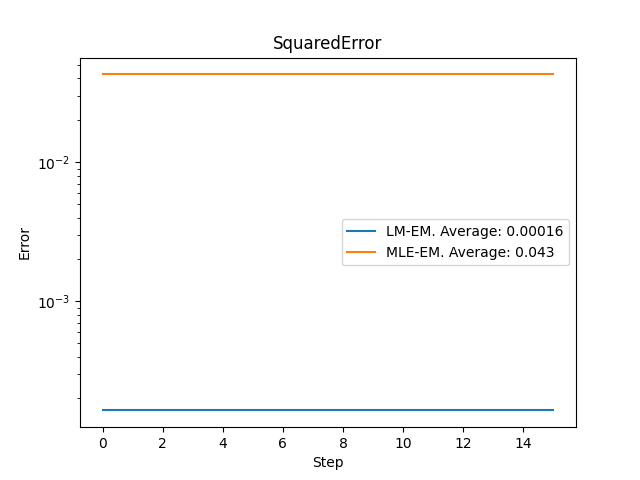 SquaredError
10⁻²
10⁻³
Error
LM-EM. Average: 0.00016
MLE-EM. Average: 0.043
0 2 4 6 8 10 12 14
Step